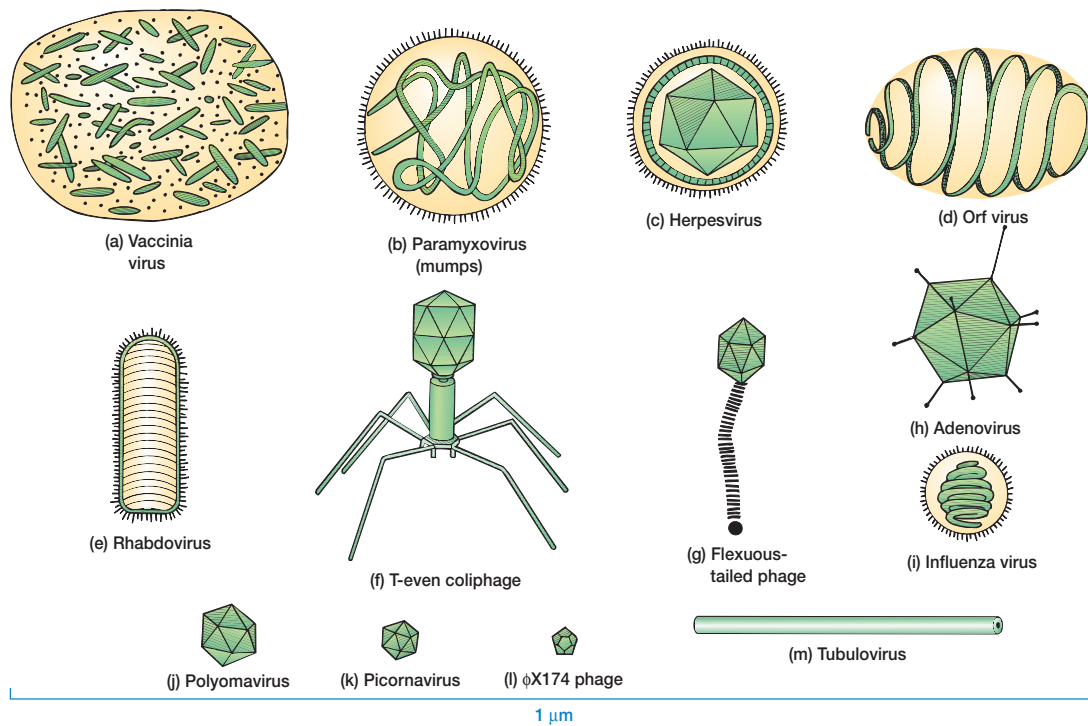 (a) Vaccinia
virus
(b) Paramyxovirus
(mumps)
(c) Herpesvirus
(d) Orf virus
(e) Rhabdovirus
(f) T-even coliphage
(g) Flexuous-
tailed phage
(h) Adenovirus
(i) Influenza virus
(j) Polyomavirus
(k) Picornavirus
(l) ϕX174 phage
(m) Tubulovirus
1 μm